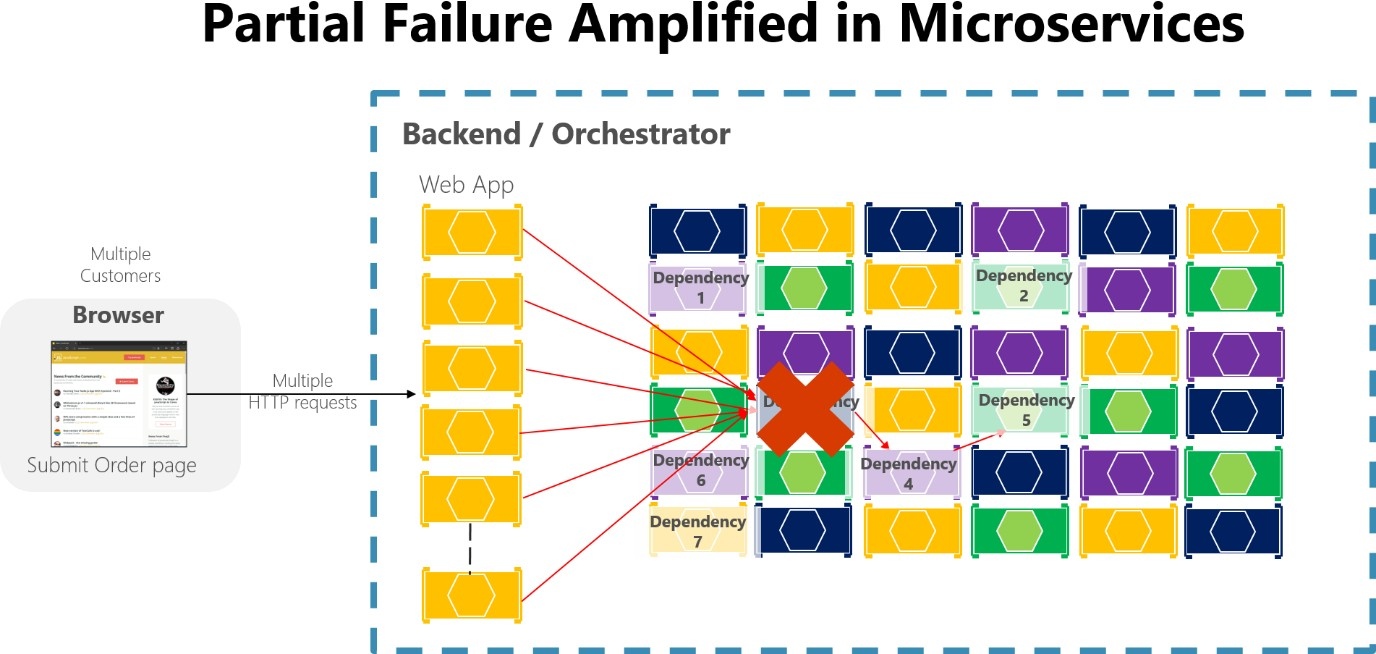 Partial Failure Amplified in Microservices
Backend / Orchestrator
Web App
Multiple
Customers
Browser
Submit Order page
Multiple
HTTP requests
Dependency
1
Dependency
2
Dependency
5
Dependency
6
Dependency
4
Dependency
7